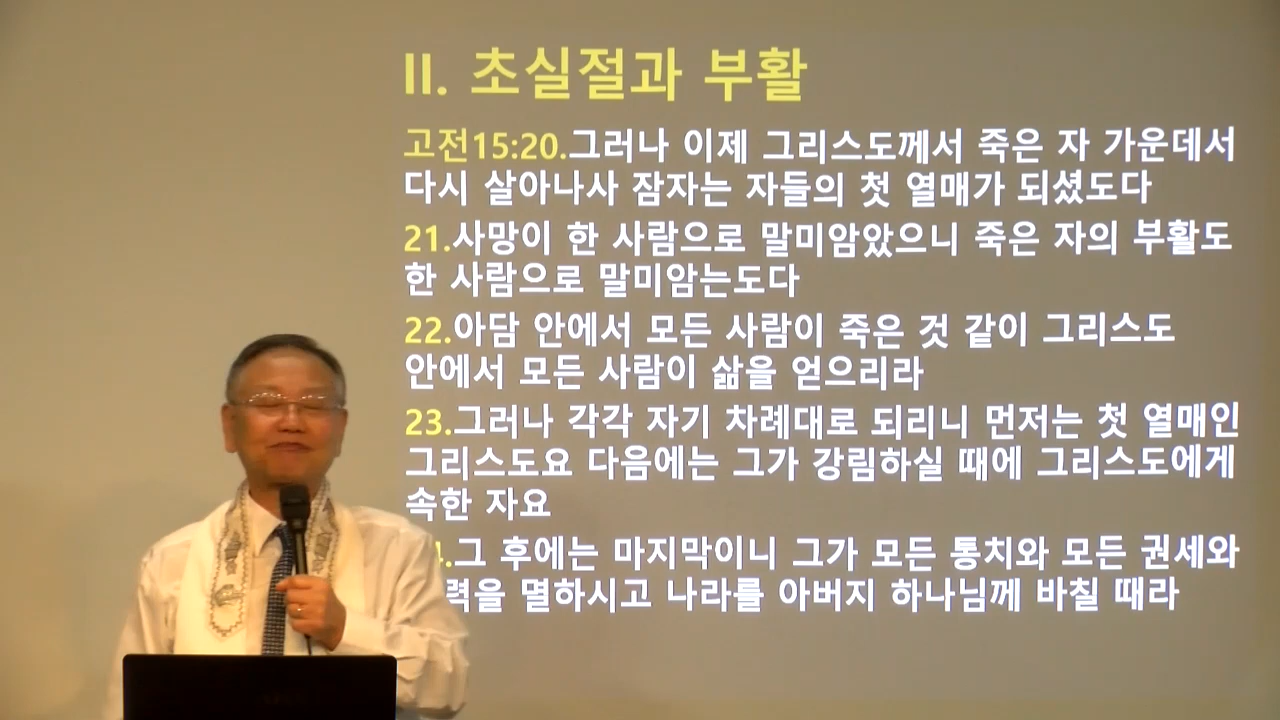 II. 초실절과 부활
고전15:20.그러나 이제 그리스도께서 죽은 자 가운데서
다시 살아나사 잠자는 자들의 첫 열매가 되셨도다
21.사망이 한 사람으로 말미암았으니 죽은 자의 부활도
한 사람으로 말미암는도다
22.아담 안에서 모든 사람이 죽은 것 같이 그리스도
안에서 모든 사람이 삶을 얻으리라
23.그러나 각각 자기 차례대로 되리니 먼저는 첫 열매인
그리스도요 다음에는 그가 강림하실 때에 그리스도에게
속한 자요
4.그 후에는 마지막이니 그가 모든 통치와 모든 권세와
력을 멸하시고 나라를 아버지 하나님께 바칠 때라